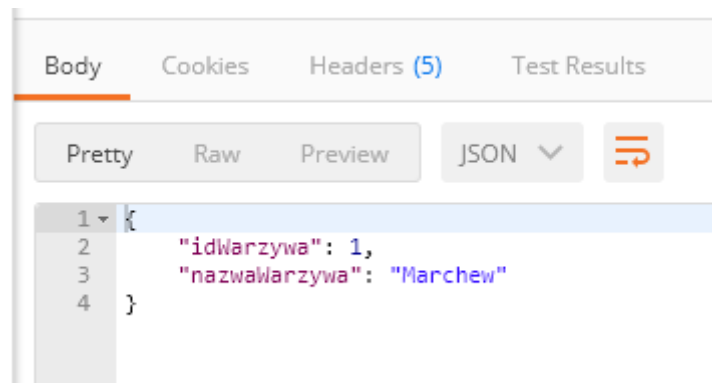 Body Cookies Headers (5) Test Results
Pretty Raw Preview JSON
1 {
2 "idWarzywa": 1,
3 "nazwaWarzywa": "Marchew"
4 }